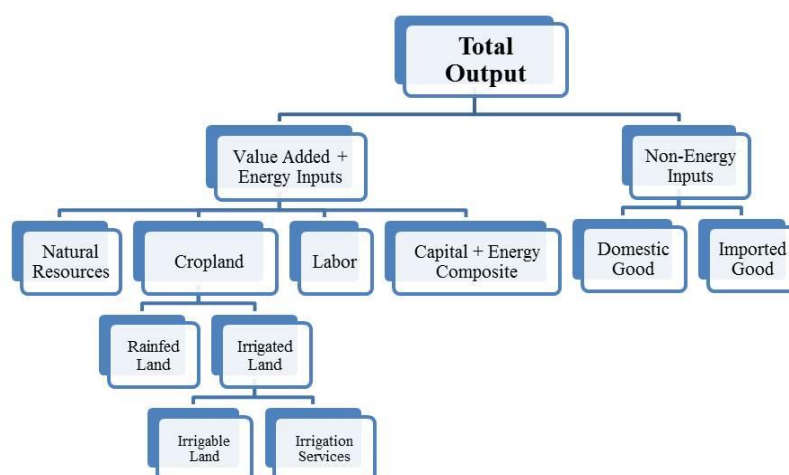 Total
Output
Value Added +
Energy Inputs
Non-Energy
Inputs
Natural
Resources
Cropland
Labor
Capital + Energy
Composite
Domestic
Good
Imported
Good
Rainfed
Land
Irrigated
Land
Irrigable
Land
Irrigation
Services